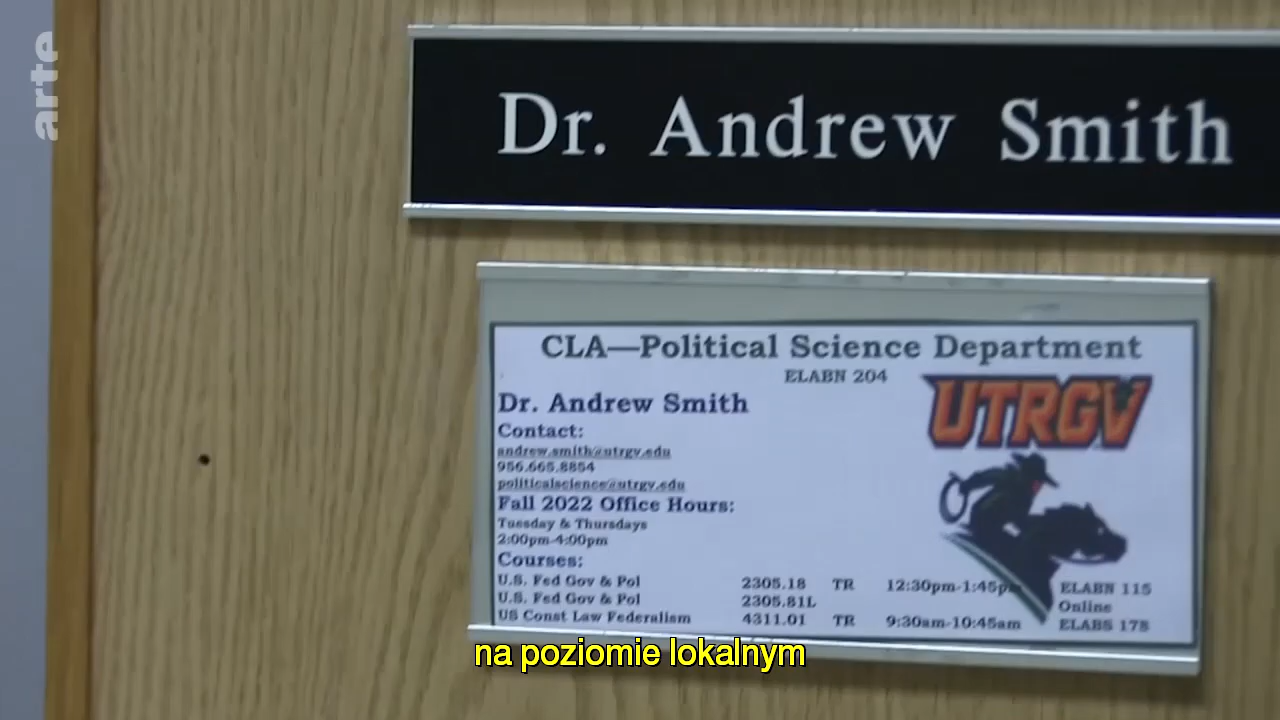 arte
Dr. Andrew Smith
CLA—Political Science Department
ELABN 204
UTRGV
Dr. Andrew Smith
Contact:
andrew.smith@utrgv.edu
956.665.8854
politicalscience@utrgv.edu
Fall 2022 Office Hours:
Tuesday & Thursdays
2:00pm-4:00pm
Courses:
U.S. Fed Gov & Pol 2305.18 TR 12:30pm-1:45pm ELABN 115
U.S. Fed Gov & Pol 2305.81L Online
US Const Law Federalism 4311.01 TR 9:30am-10:45am ELABS 178
na poziomie lokalnym